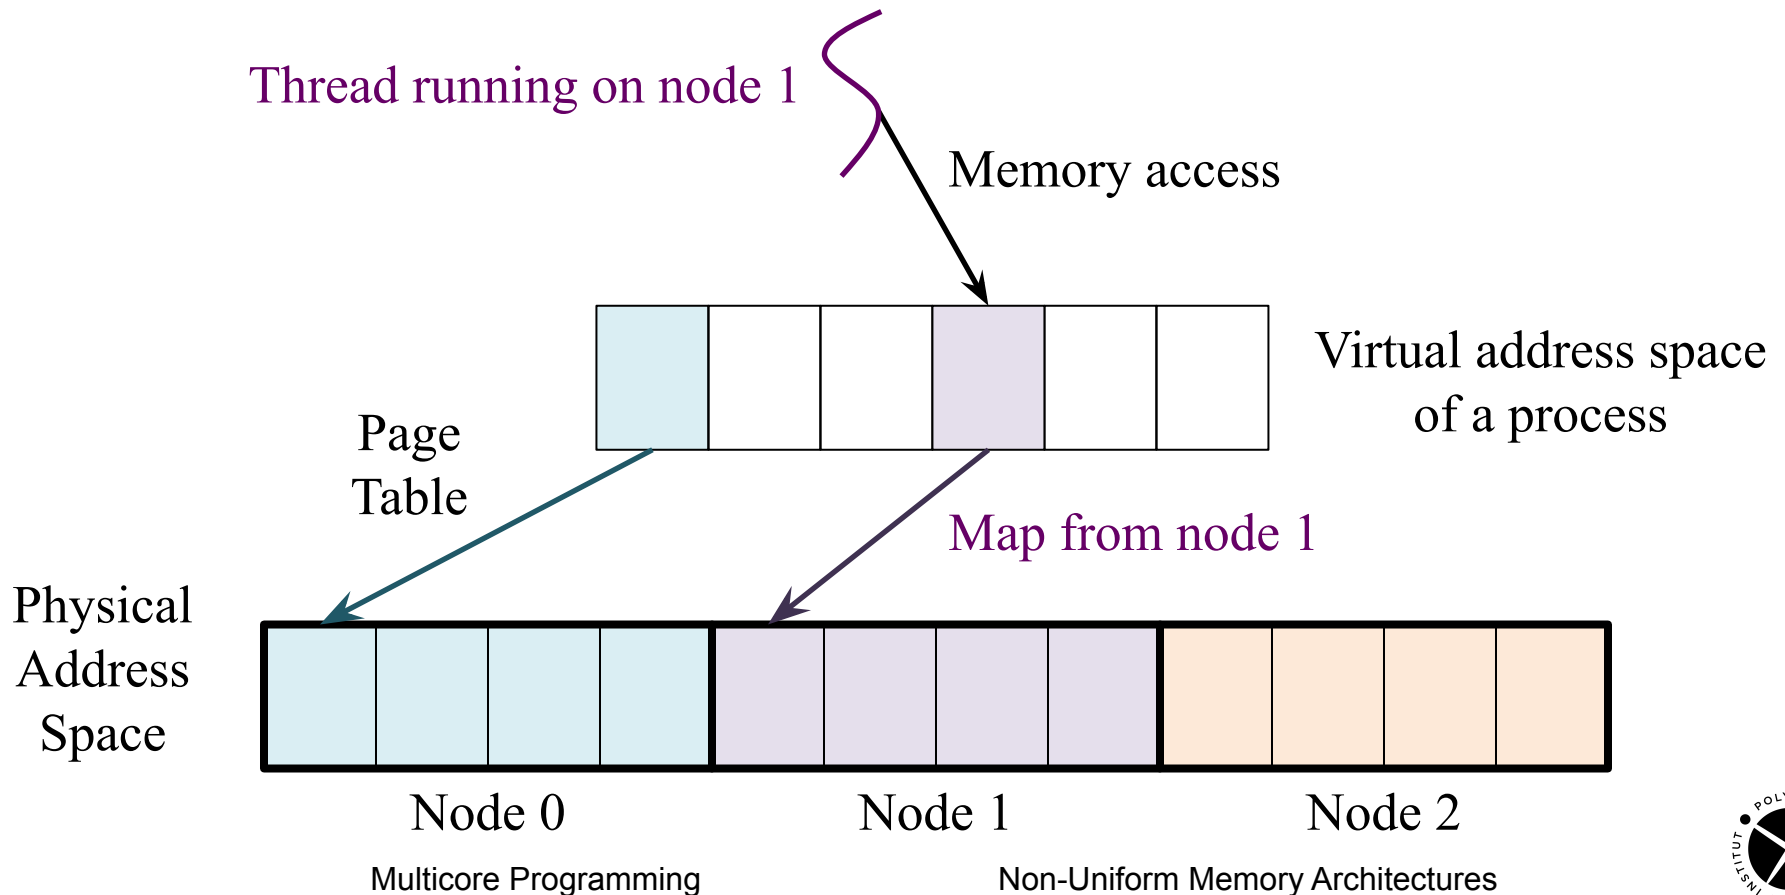 Thread running on node 1
Memory access
Virtual address space
of a process
Page
Table
Map from node 1
Physical
Address
Space
Node 0
Node 1
Node 2
Multicore Programming
Non-Uniform Memory Architectures
INSTITUT